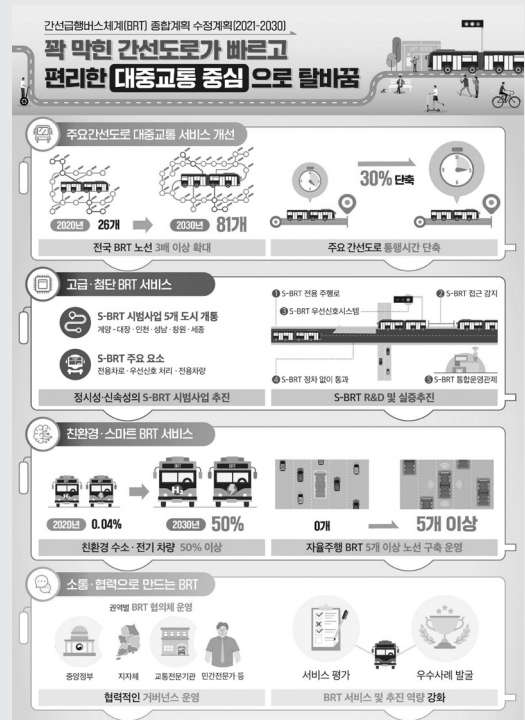 간선급행버스체계(BRT) 종합계획 수정계획(2021-2030)
꽉 막힌 간선도로가 빠르고
편리한 대중교통 중심 으로 탈바꿈
주요간선도로 대중교통 서비스 개선
2020년 26개
2030년 81개
전국 BRT 노선 3배 이상 확대
30% 단축
주요 간선도로 통행시간 단축
고급·첨단 BRT 서비스
S-BRT 시범사업 5개 도시 개통
계양-대장·인천·성남·창원·세종
S-BRT 주요 요소
전용차로·우선신호 처리·전용차량
정시성·신속성의 S-BRT 시범사업 추진
❶ S-BRT 전용 주행로
❷ S-BRT 접근 감지
❸ S-BRT 우선신호시스템
❹ S-BRT 정차 없이 통과
❺ S-BRT 통합운영관제
S-BRT R&D 및 실증추진
친환경·스마트 BRT 서비스
H₂
H₂
2020년 0.04%
2030년 50%
친환경 수소·전기 차량 50% 이상
0개
5개 이상
자율주행 BRT 5개 이상 노선 구축 운영
소통·협력으로 만드는 BRT
권역별 BRT 협의체 운영
중앙정부
지자체
교통전문기관
민간전문가 등
협력적인 거버넌스 운영
서비스 평가
우수사례 발굴
BRT 서비스 및 추진 역량 강화